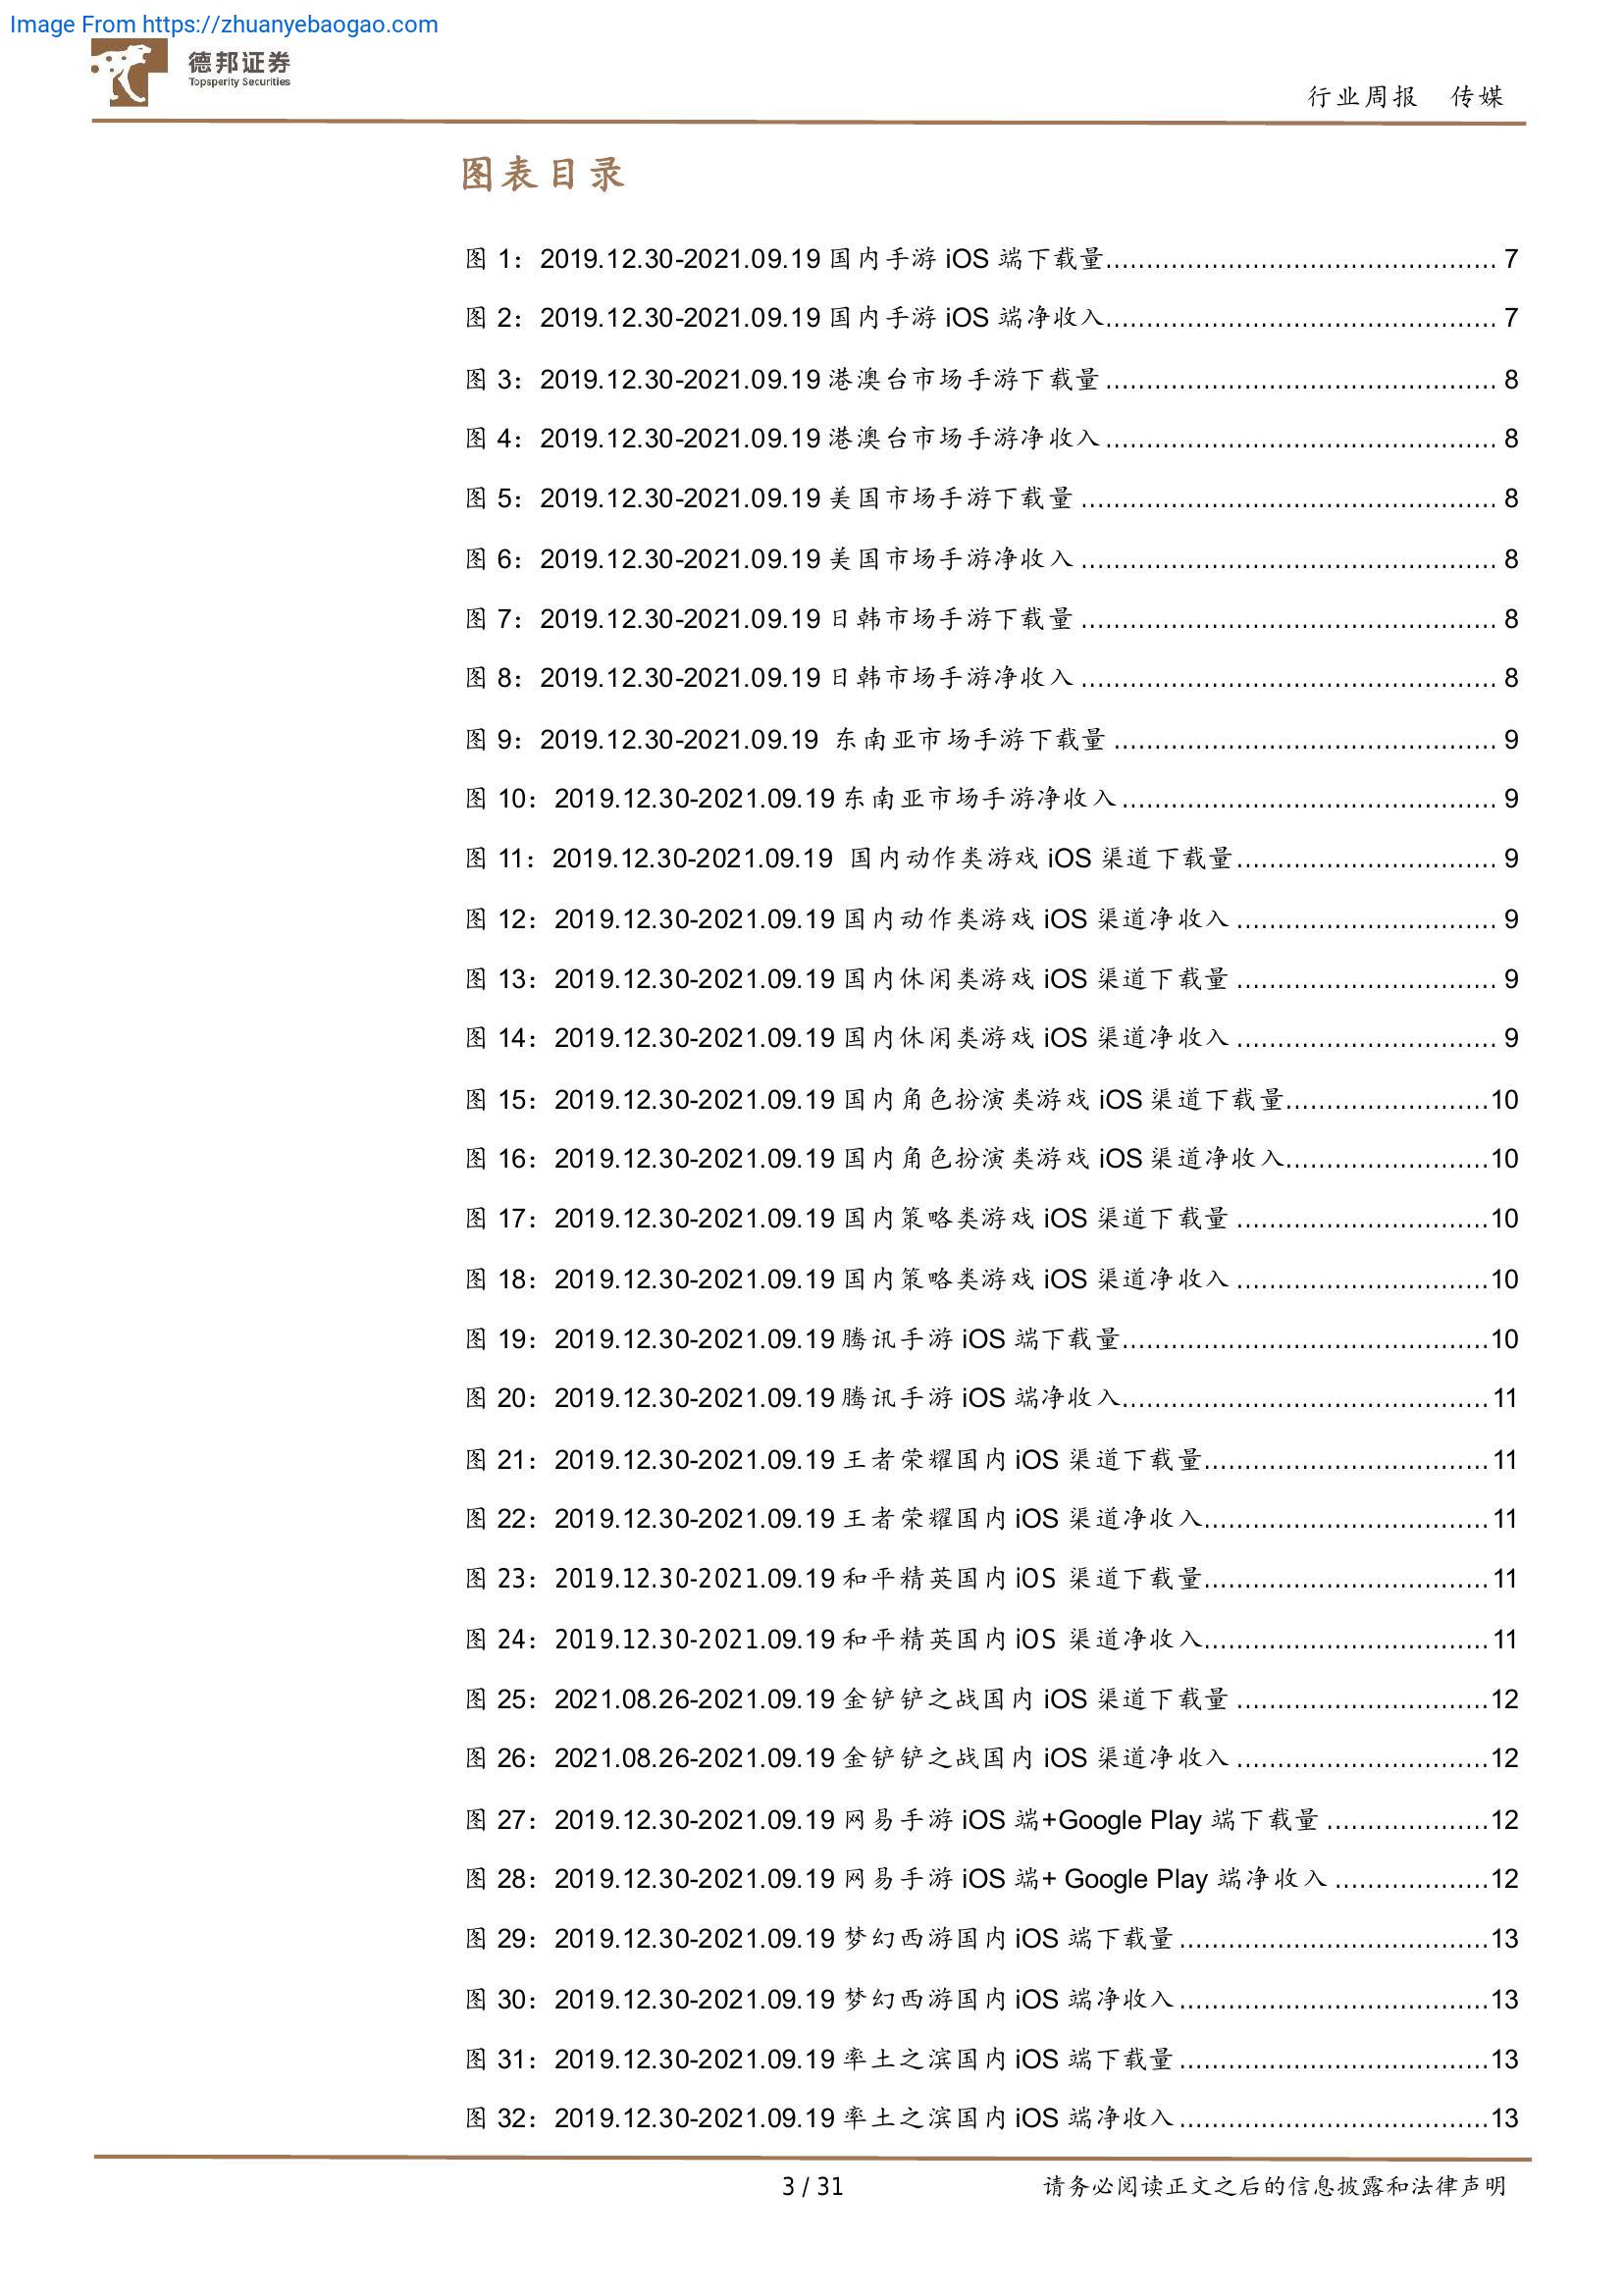 Image From https://zhuanyebaogao.com
德邦证券
Topsperity Securities
行业周报 传媒
图表目录
图 1：2019.12.30-2021.09.19 国内手游 iOS 端下载量................................................ 7
图 2：2019.12.30-2021.09.19 国内手游 iOS 端净收入................................................ 7
图 3：2019.12.30-2021.09.19 港澳台市场手游下载量................................................ 8
图 4：2019.12.30-2021.09.19 港澳台市场手游净收入................................................ 8
图 5：2019.12.30-2021.09.19 美国市场手游下载量................................................... 8
图 6：2019.12.30-2021.09.19 美国市场手游净收入................................................... 8
图 7：2019.12.30-2021.09.19 日韩市场手游下载量................................................... 8
图 8：2019.12.30-2021.09.19 日韩市场手游净收入................................................... 8
图 9：2019.12.30-2021.09.19 东南亚市场手游下载量............................................... 9
图 10：2019.12.30-2021.09.19 东南亚市场手游净收入.............................................. 9
图 11：2019.12.30-2021.09.19 国内动作类游戏 iOS 渠道下载量................................ 9
图 12：2019.12.30-2021.09.19 国内动作类游戏 iOS 渠道净收入................................ 9
图 13：2019.12.30-2021.09.19 国内休闲类游戏 iOS 渠道下载量................................ 9
图 14：2019.12.30-2021.09.19 国内休闲类游戏 iOS 渠道净收入................................ 9
图 15：2019.12.30-2021.09.19 国内角色扮演类游戏 iOS 渠道下载量.........................10
图 16：2019.12.30-2021.09.19 国内角色扮演类游戏 iOS 渠道净收入.........................10
图 17：2019.12.30-2021.09.19 国内策略类游戏 iOS 渠道下载量...............................10
图 18：2019.12.30-2021.09.19 国内策略类游戏 iOS 渠道净收入...............................10
图 19：2019.12.30-2021.09.19 腾讯手游 iOS 端下载量.............................................10
图 20：2019.12.30-2021.09.19 腾讯手游 iOS 端净收入.............................................11
图 21：2019.12.30-2021.09.19 王者荣耀国内 iOS 渠道下载量...................................11
图 22：2019.12.30-2021.09.19 王者荣耀国内 iOS 渠道净收入...................................11
图 23：2019.12.30-2021.09.19 和平精英国内 iOS 渠道下载量...................................11
图 24：2019.12.30-2021.09.19 和平精英国内 iOS 渠道净收入...................................11
图 25：2021.08.26-2021.09.19 金铲铲之战国内 iOS 渠道下载量...............................12
图 26：2021.08.26-2021.09.19 金铲铲之战国内 iOS 渠道净收入...............................12
图 27：2019.12.30-2021.09.19 网易手游 iOS 端+Google Play 端下载量....................12
图 28：2019.12.30-2021.09.19 网易手游 iOS 端+ Google Play 端净收入...................12
图 29：2019.12.30-2021.09.19 梦幻西游国内 iOS 端下载量......................................13
图 30：2019.12.30-2021.09.19 梦幻西游国内 iOS 端净收入......................................13
图 31：2019.12.30-2021.09.19 率土之滨国内 iOS 端下载量......................................13
图 32：2019.12.30-2021.09.19 率土之滨国内 iOS 端净收入......................................13
3 / 31
请务必阅读正文之后的信息披露和法律声明